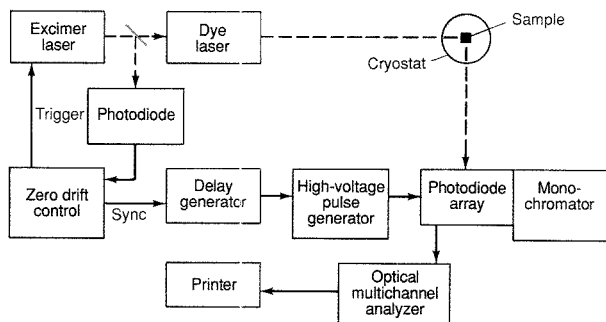 Excimer
laser
Dye
laser
Sample
Cryostat
Trigger
Photodiode
Zero drift
control
Sync
Delay
generator
High-voltage
pulse
generator
Photodiode
array
Mono-
chromator
Printer
Optical
multichannel
analyzer